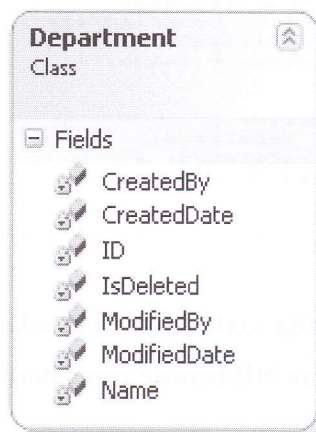 Department
Class
Fields
CreatedBy
CreatedDate
ID
IsDeleted
ModifiedBy
ModifiedDate
Name